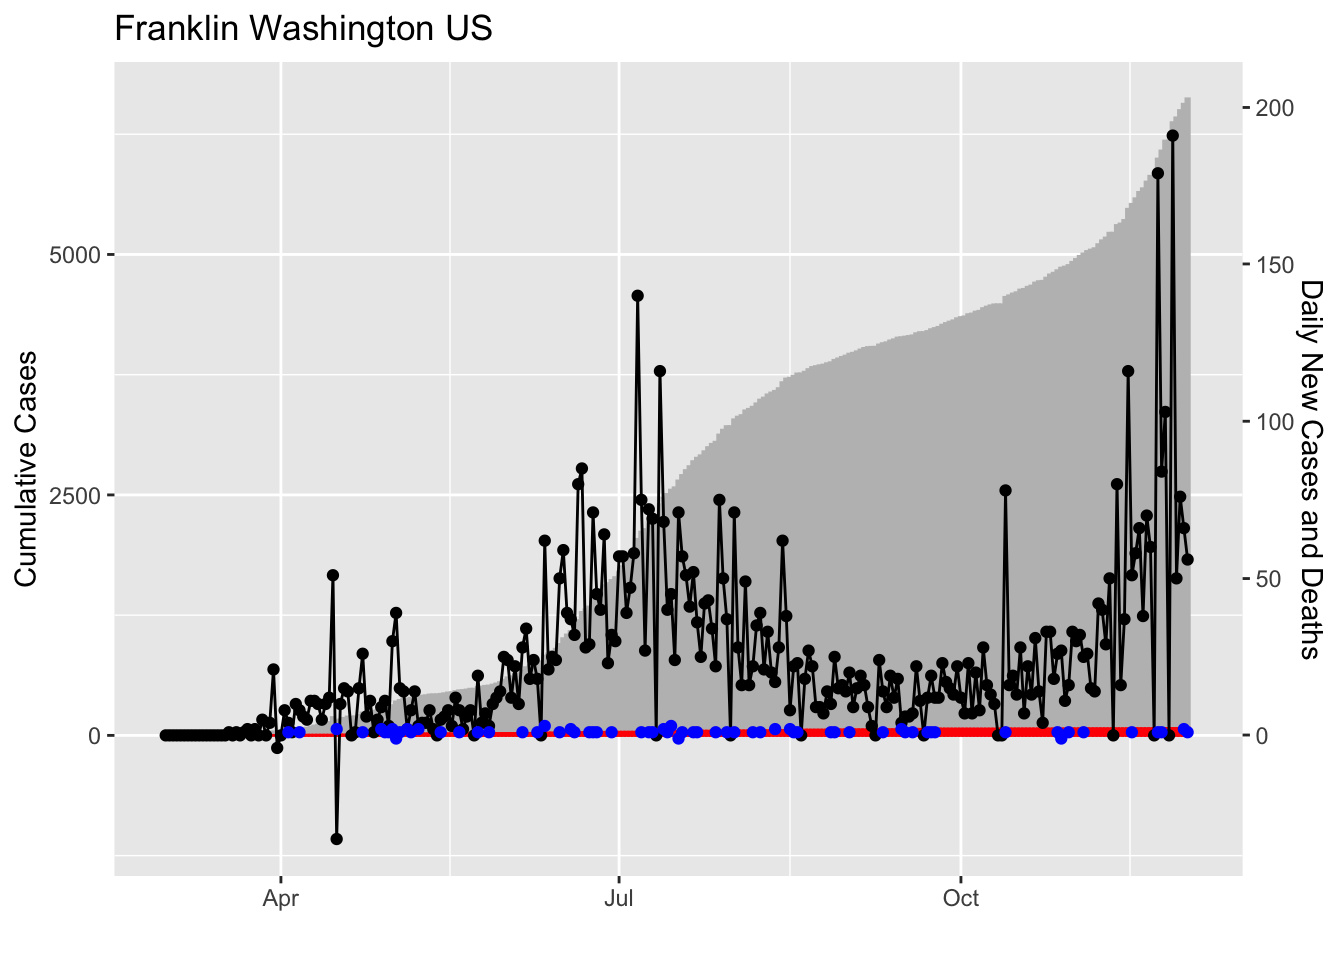 Franklin Washington US
Cumulative Cases
5000
2500
0
200
150
100
50
0
Daily New Cases and Deaths
Apr
Jul
Oct